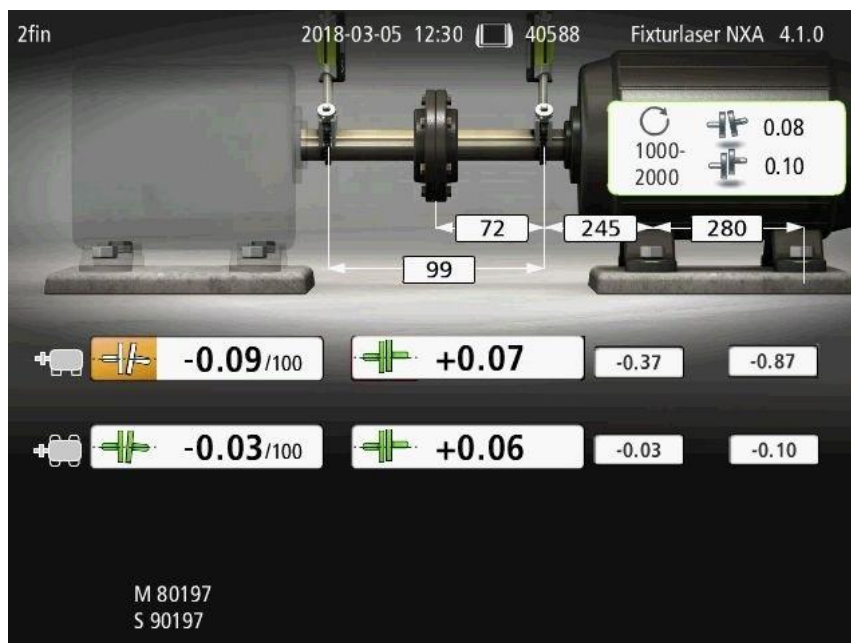 2fin 2018-03-05 12:30 40588 Fixturlaser NXA 4.1.0
0.08
1000-
2000
0.10
72 245 280
99
-0.09/100 +0.07 -0.37 -0.87
-0.03/100 +0.06 -0.03 -0.10
M 80197
S 90197